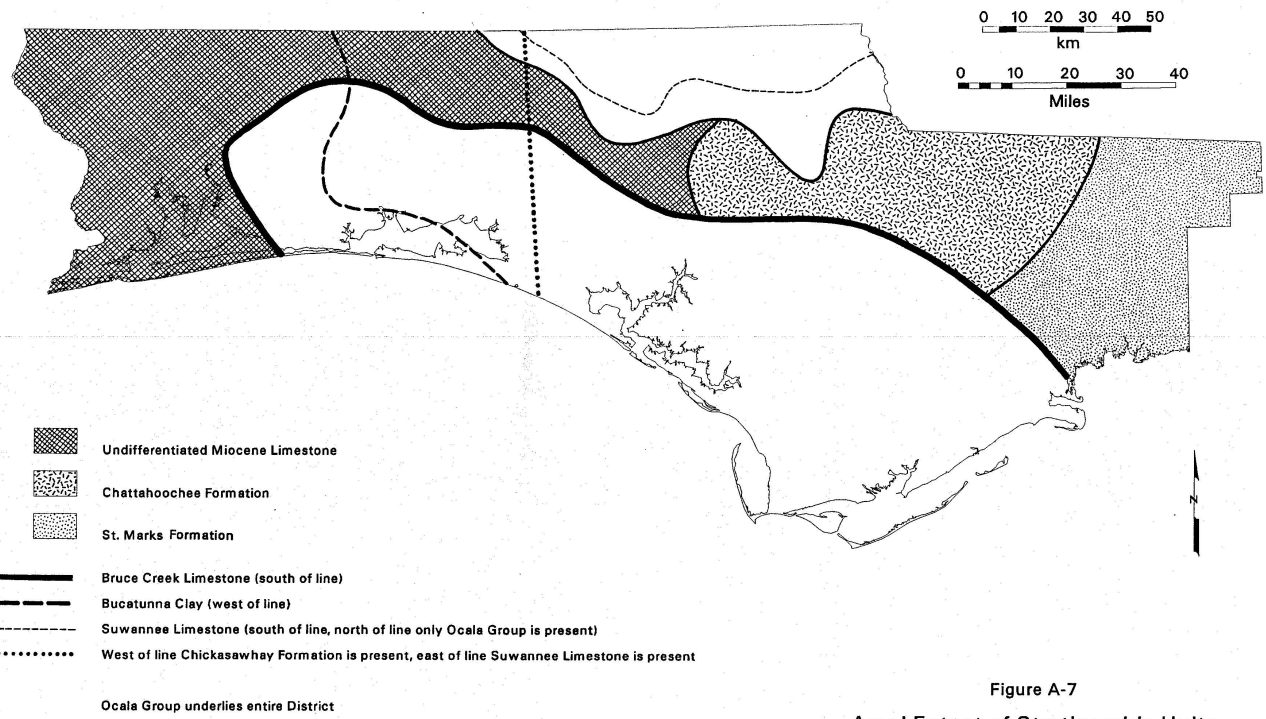 0 10 20 30 40 50
km
0 10 20 30 40
Miles
Undifferentiated Miocene Limestone
Chattahoochee Formation
St. Marks Formation
N
Bruce Creek Limestone (south of line)
Bucatunna Clay (west of line)
Suwannee Limestone (south of line, north of line only Ocala Group is present)
West of line Chickasawhay Formation is present, east of line Suwannee Limestone is present
Figure A-7
Ocala Group underlies entire District